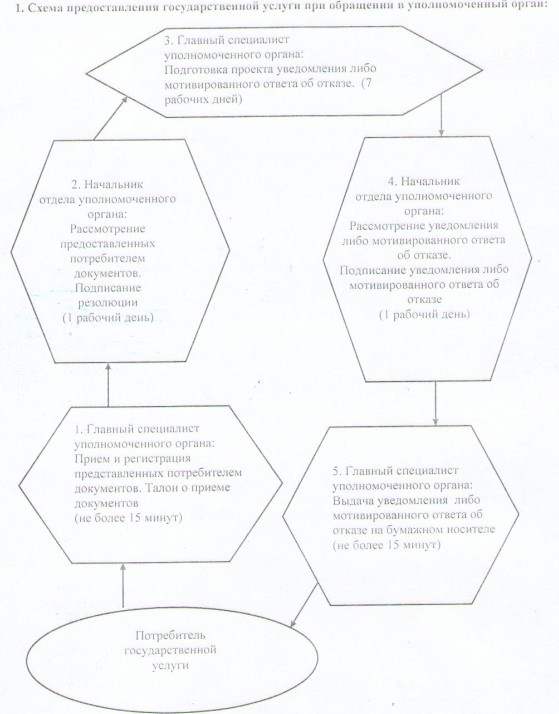 1. Схема предоставления государственной услуги при обращении в уполномоченный орган:
3. Главный специалист
уполномоченного органа:
Подготовка проекта уведомления либо
мотивированного ответа об отказе. (7
рабочих дней)
2. Начальник
отдела уполномоченного
органа:
Рассмотрение
предоставленных
потребителем
документов.
Подписание
резолюции
(1 рабочий день)
4. Начальник
отдела уполномоченного
органа:
Рассмотрение уведомления
либо мотивированного ответа
об отказе.
Подписание уведомления либо
мотивированного ответа об
отказе
(1 рабочий день)
1. Главный специалист
уполномоченного органа:
Прием и регистрация
представленных потребителем
документов. Талон о приеме
документов
(не более 15 минут)
5. Главный специалист
уполномоченного органа:
Выдача уведомления либо
мотивированного ответа об
отказе на бумажном носителе
(не более 15 минут)
Потребитель
государственной
услуги